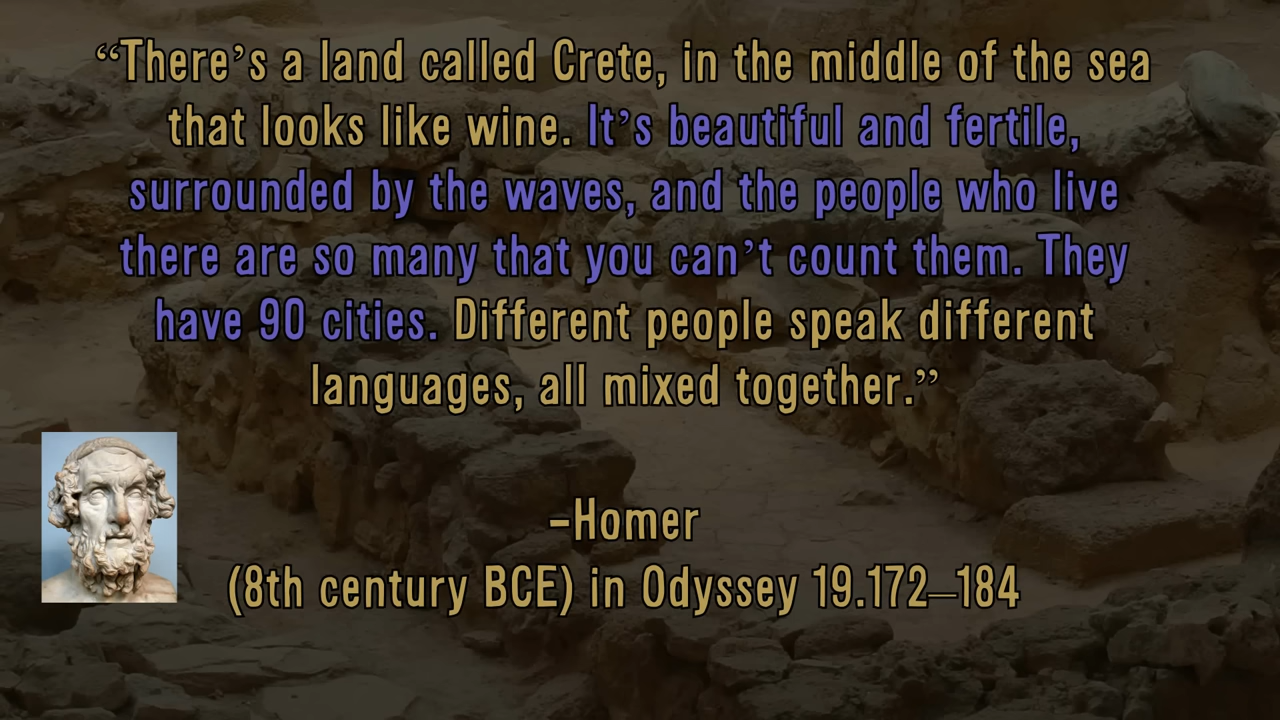 “There’s a land called Crete, in the middle of the sea
that looks like wine. It’s beautiful and fertile,
surrounded by the waves, and the people who live
there are so many that you can’t count them. They
have 90 cities. Different people speak different
languages, all mixed together.”
–Homer
(8th century BCE) in Odyssey 19.172–184